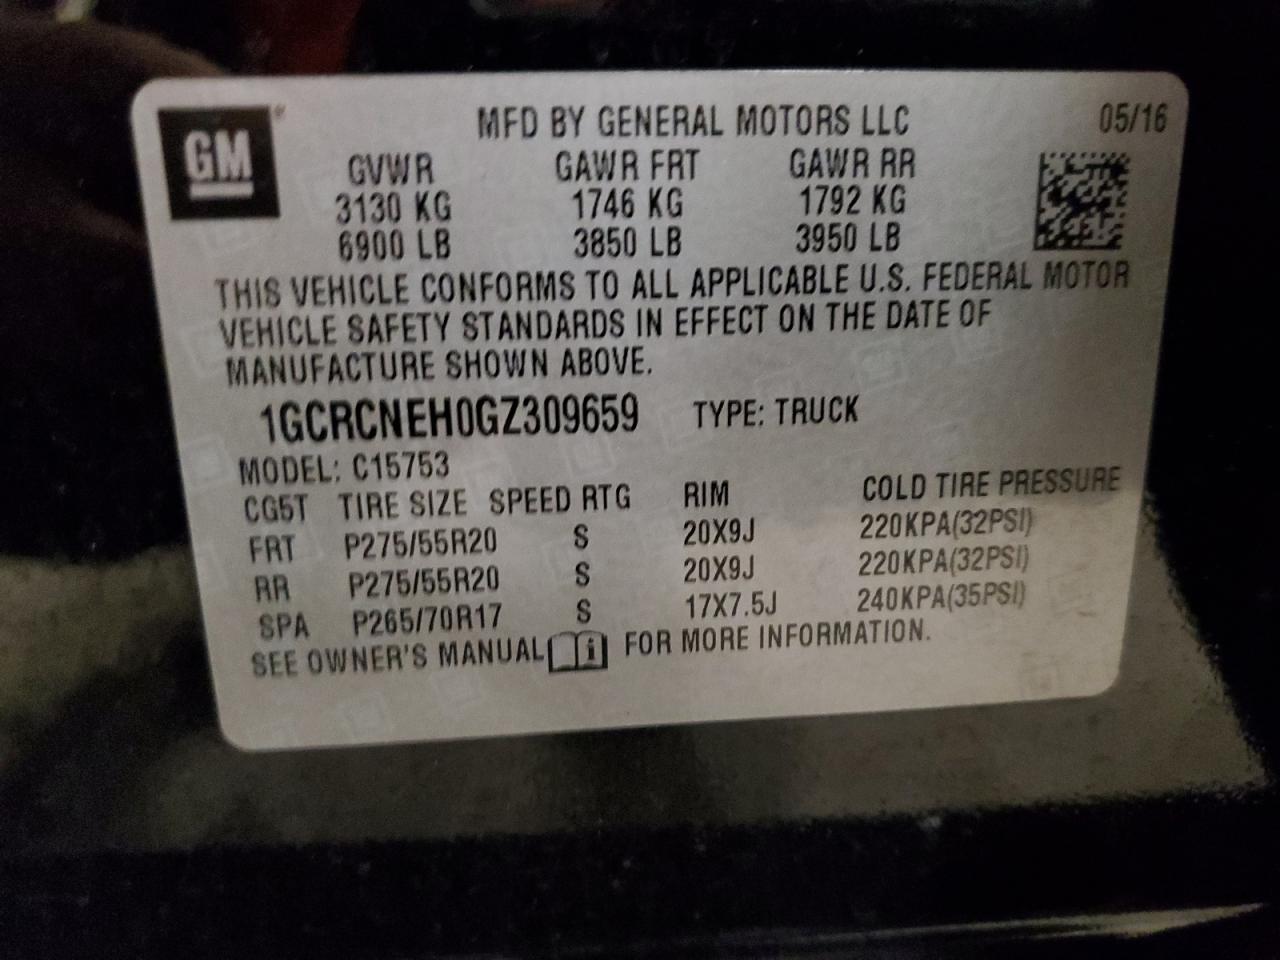 GM
MFD BY GENERAL MOTORS LLC 05/16
GVWR GAWR FRT GAWR RR
3130 KG 1746 KG 1792 KG
6900 LB 3850 LB 3950 LB
THIS VEHICLE CONFORMS TO ALL APPLICABLE U.S. FEDERAL MOTOR
VEHICLE SAFETY STANDARDS IN EFFECT ON THE DATE OF
MANUFACTURE SHOWN ABOVE.
1GCRCNEH0GZ309659 TYPE: TRUCK
MODEL: C15753
CG5T TIRE SIZE SPEED RTG RIM COLD TIRE PRESSURE
FRT P275/55R20 S 20X9J 220KPA(32PSI)
RR P275/55R20 S 20X9J 220KPA(32PSI)
SPA P265/70R17 S 17X7.5J 240KPA(35PSI)
SEE OWNER'S MANUAL i FOR MORE INFORMATION.